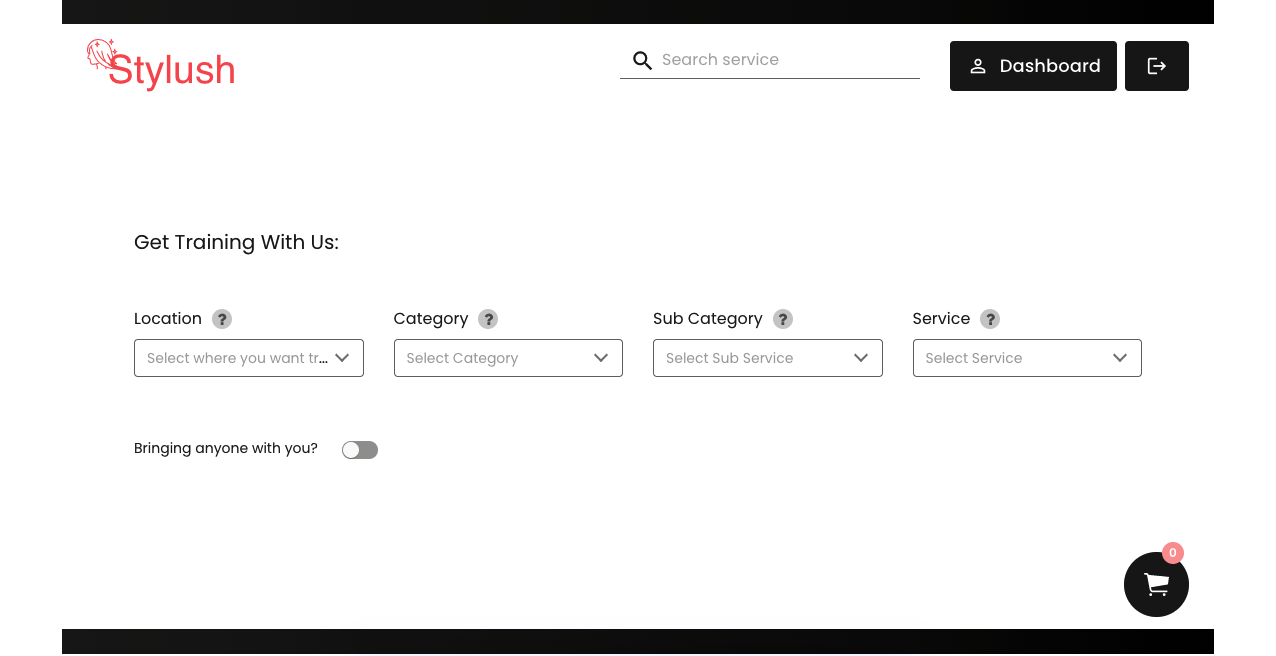 Stylush
Search service
Dashboard
Get Training With Us:
Location ?
Category ?
Sub Category ?
Service ?
Select where you want tr...
Select Category
Select Sub Service
Select Service
Bringing anyone with you?
0